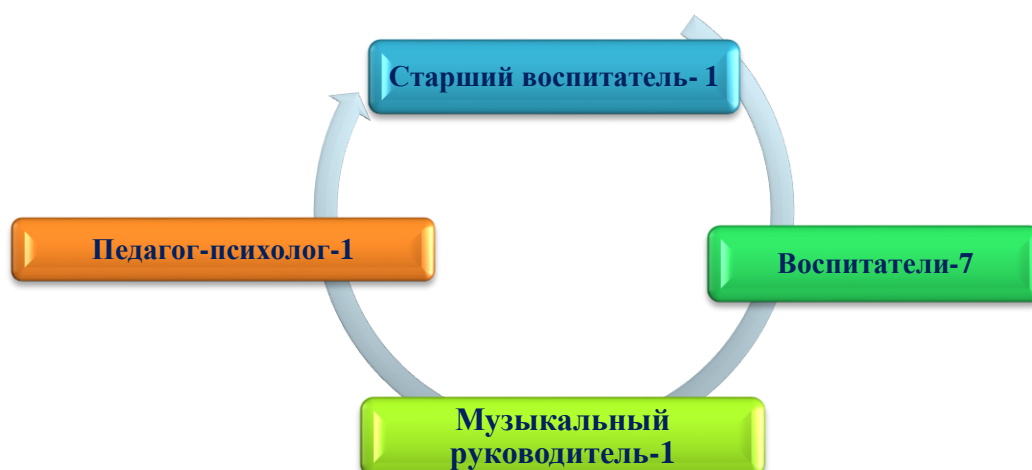 Старший воспитатель- 1
Педагог-психолог-1
Воспитатели-7
Музыкальный
руководитель-1